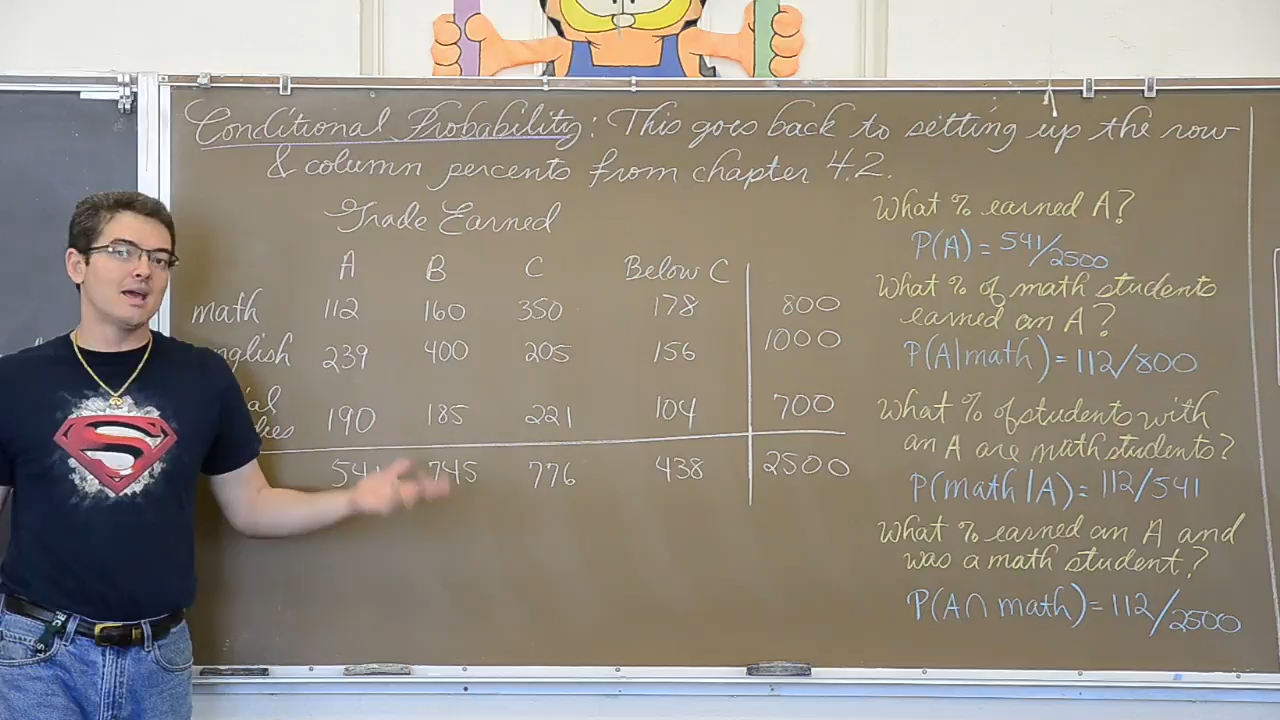 Conditional Probability: This goes back to setting up the row
& column percents from chapter 4.2.
Grade Earned
A B C Below C
math 112 160 350 178 800
239 400 205 156 1000
190 185 221 104 700
745 776 438 2500
What % earned A?
P(A) = 541/2500
What % of math students
earned an A?
P(A|math) = 112/800
What % of students with
an A are math students?
P(math|A) = 112/541
What % earned an A and
was a math student?
P(A∩math) = 112/2500